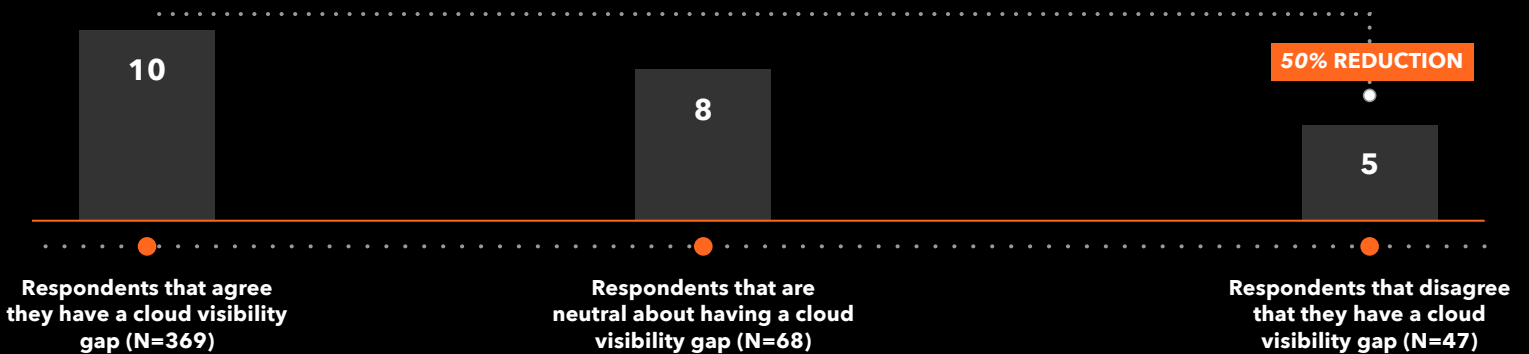 10
8
50% REDUCTION
5
Respondents that agree
they have a cloud visibility
gap (N=369)
Respondents that are
neutral about having a cloud
visibility gap (N=68)
Respondents that disagree
that they have a cloud
visibility gap (N=47)